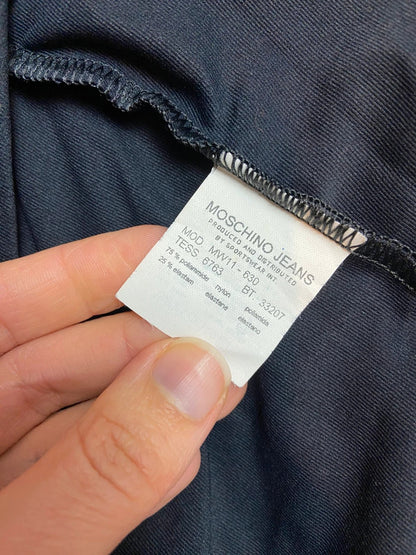 MOSCHINO JEANS
PRODUCED AND DISTRIBUTED
BY SPORTSWEAR INT.
MOD. MW11-630
TESS. 6763 BT. 33207
75 % poliammide nylon poliamida
25 % elastam elastane elastano